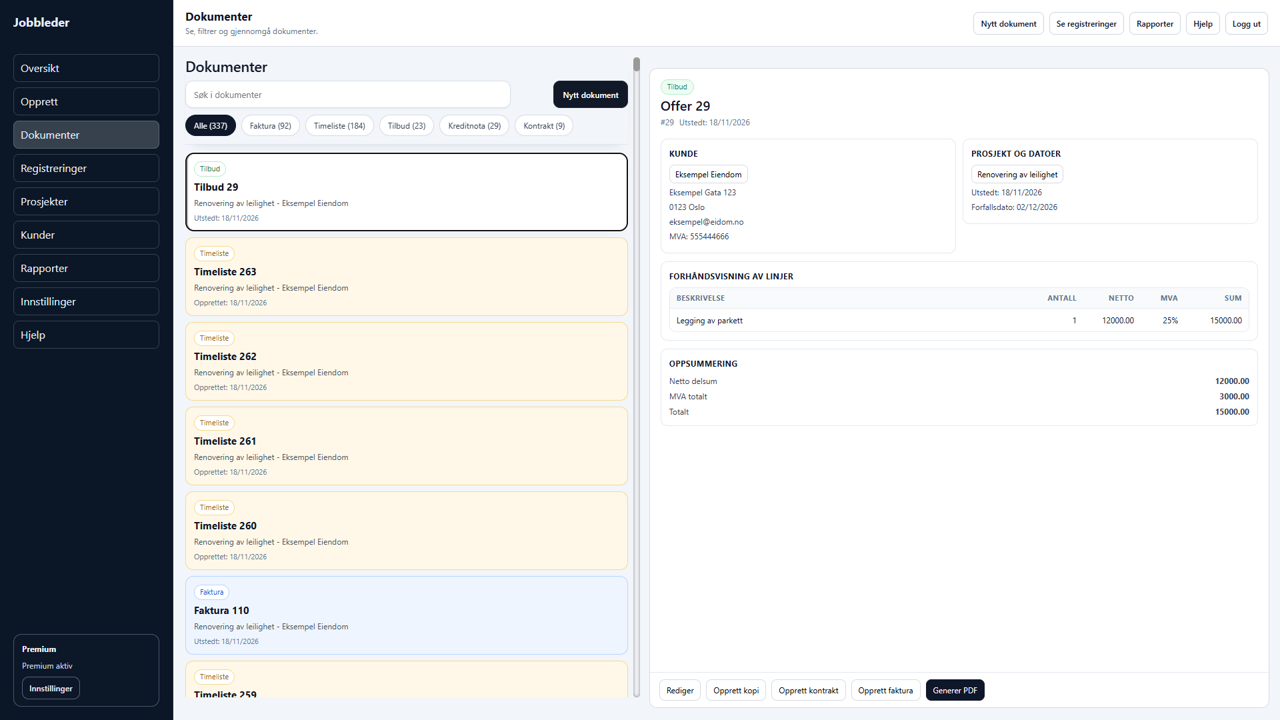 Jobbleder
Oversikt
Opprett
Dokumenter
Registreringer
Prosjekter
Kunder
Rapporter
Innstillinger
Hjelp
Premium
Premium aktiv
Innstillinger
Dokumenter
Se, filtrer og gjennomgå dokumenter.
Nytt dokument
Se registreringer
Rapporter
Hjelp
Logg ut
Dokumenter
Søk i dokumenter
Nytt dokument
Alle (337)
Faktura (92)
Timeliste (184)
Tilbud (23)
Kreditnota (29)
Kontrakt (9)
Tilbud
Tilbud 29
Renovering av leilighet - Eksempel Eiendom
Utstedt: 18/11/2026
Timeliste
Timeliste 263
Renovering av leilighet - Eksempel Eiendom
Opprettet: 18/11/2026
Timeliste
Timeliste 262
Renovering av leilighet - Eksempel Eiendom
Opprettet: 18/11/2026
Timeliste
Timeliste 261
Renovering av leilighet - Eksempel Eiendom
Opprettet: 18/11/2026
Timeliste
Timeliste 260
Renovering av leilighet - Eksempel Eiendom
Opprettet: 18/11/2026
Faktura
Faktura 110
Renovering av leilighet - Eksempel Eiendom
Utstedt: 18/11/2026
Timeliste
Timeliste 259
Tilbud
Offer 29
#29 Utstedt: 18/11/2026
KUNDE
Eksempel Eiendom
Eksempel Gata 123
0123 Oslo
eksempel@eidom.no
MVA: 555444666
PROSJEKT OG DATOER
Renovering av leilighet
Utstedt: 18/11/2026
Forfallsdato: 02/12/2026
FORHÅNDSVISNING AV LINJER
BESKRIVELSE ANTALL NETTO MVA SUM
Legging av parkett 1 12000.00 25% 15000.00
OPPSUMMERING
Netto delsum 12000.00
MVA totalt 3000.00
Totalt 15000.00
Rediger
Opprett kopi
Opprett kontrakt
Opprett faktura
Generer PDF